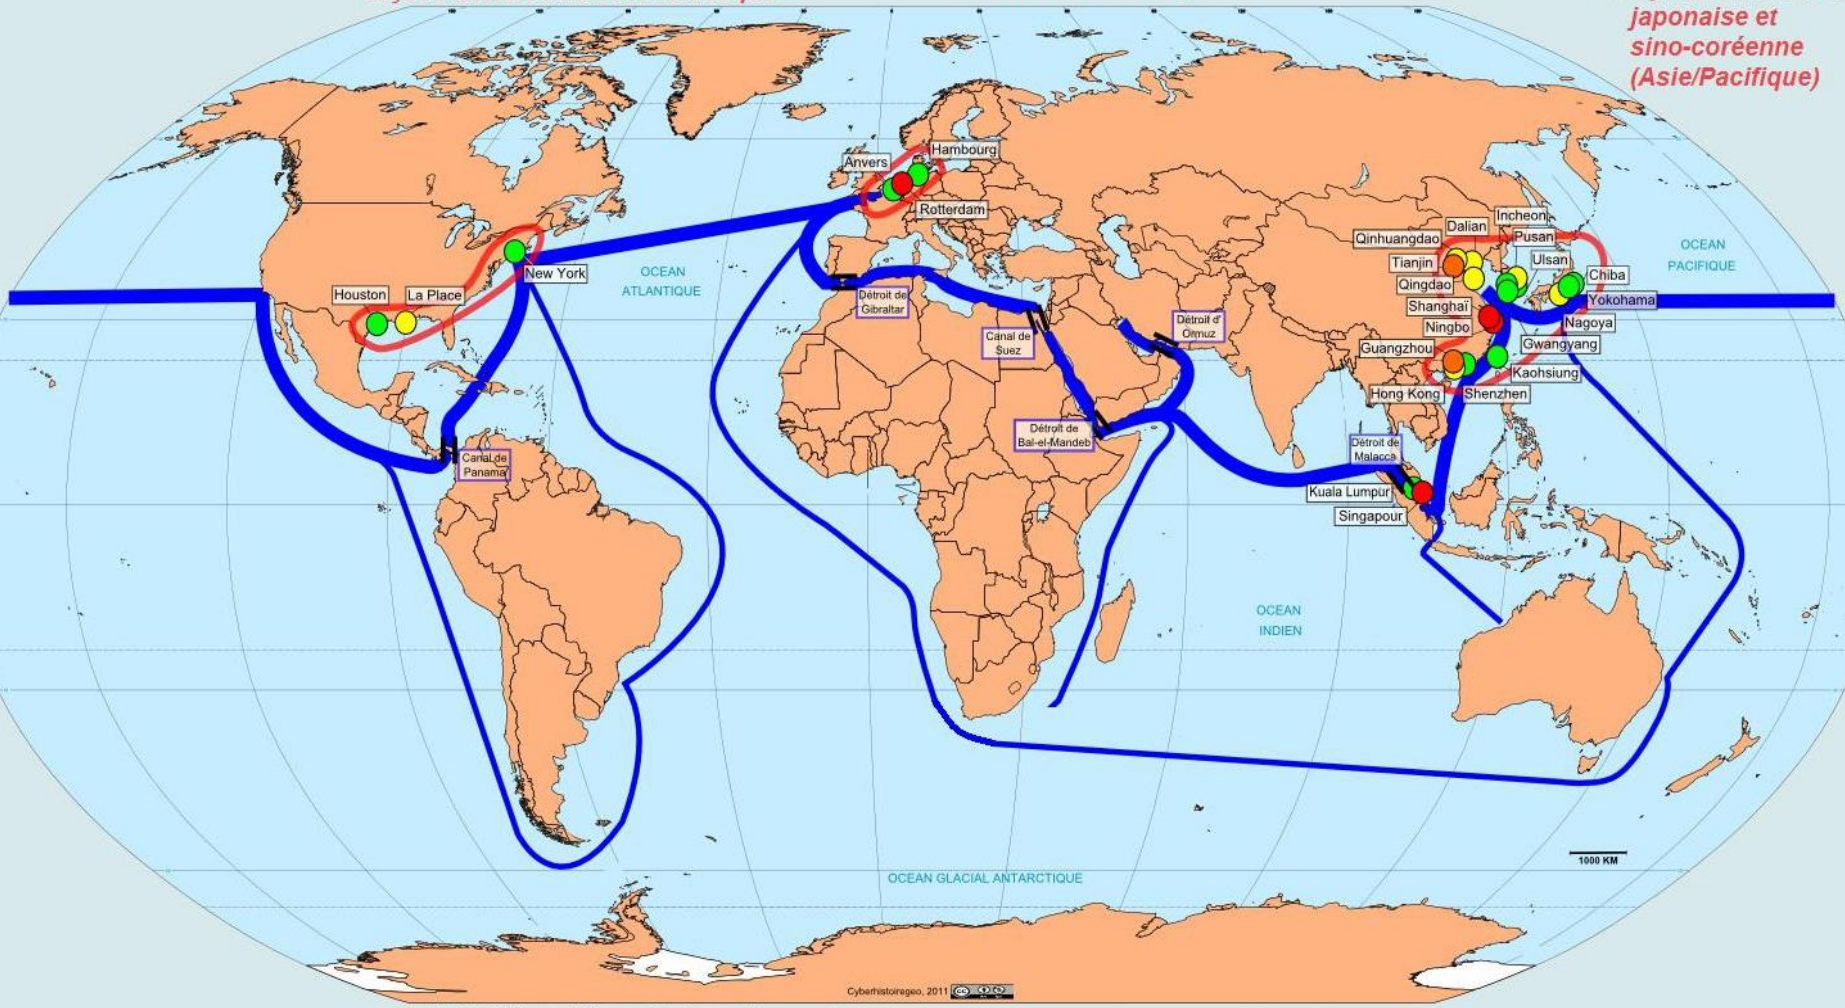 japonaise et
sino-coréenne
(Asie/Pacifique)
Hambourg
Anvers
Rotterdam
New York
Houston
La Place
OCEAN
ATLANTIQUE
OCEAN
PACIFIQUE
Incheon
Dalian
Pusan
Qinhuangdao
Ulsan
Tianjin
Chiba
Qingdao
Yokohama
Shanghaï
Nagoya
Ningbo
Gwangyang
Guangzhou
Kaohsiung
Hong Kong
Shenzhen
Détroit de
Gibraltar
Canal de
Suez
Détroit d'
Ormuz
Détroit de
Bal-el-Mandeb
Détroit de
Malacca
Canal de
Panama
Kuala Lumpur
Singapour
OCEAN
INDIEN
1000 KM
OCEAN GLACIAL ANTARCTIQUE
Cyberhistoiregeo, 2011